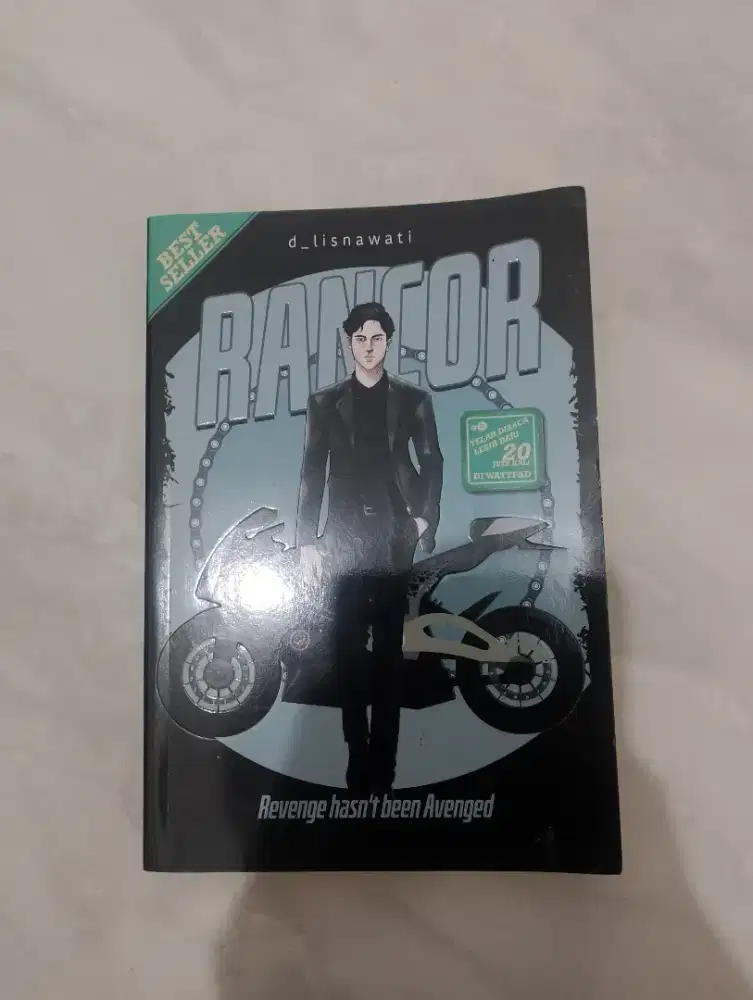 BEST
SELLER
d_lisnawati
RANCOR
TELAH DIBACA
LEBIH DARI
20
JUTA KALI
DI WATTPAD
Revenge hasn't been Avenged